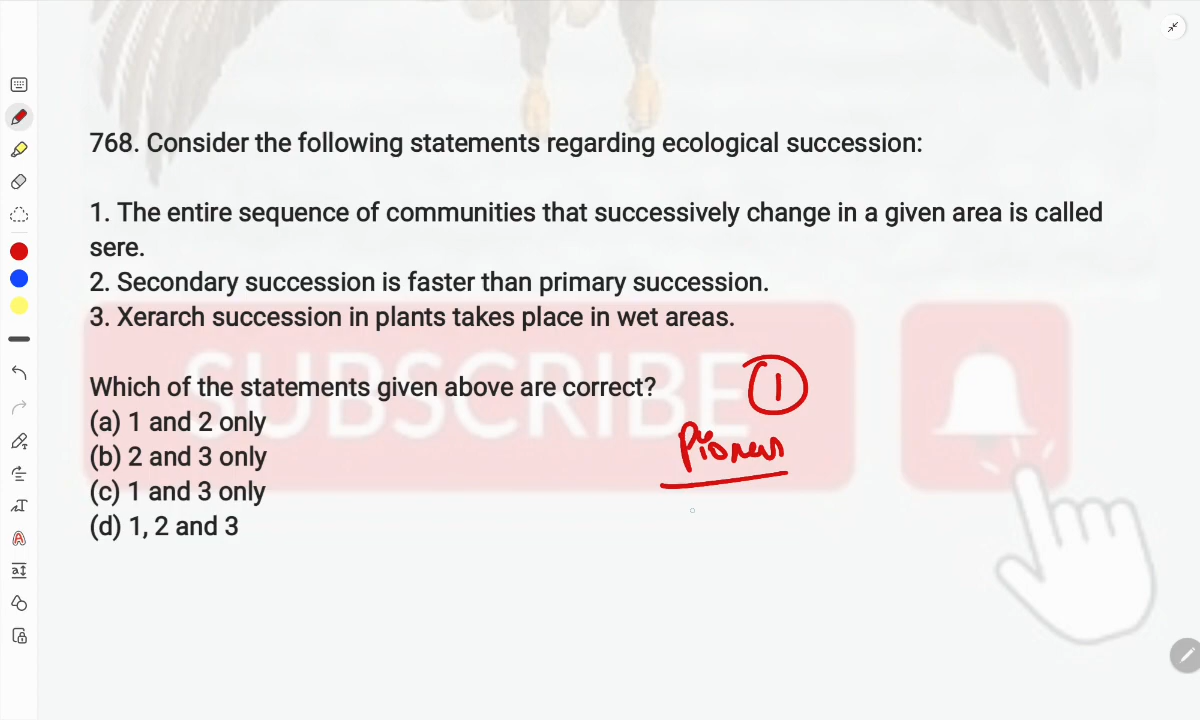 768. Consider the following statements regarding ecological succession:
1. The entire sequence of communities that successively change in a given area is called
sere.
2. Secondary succession is faster than primary succession.
3. Xerarch succession in plants takes place in wet areas.
SUBSCRIBE
Which of the statements given above are correct?
1
(a) 1 and 2 only
(b) 2 and 3 only
(c) 1 and 3 only
(d) 1, 2 and 3